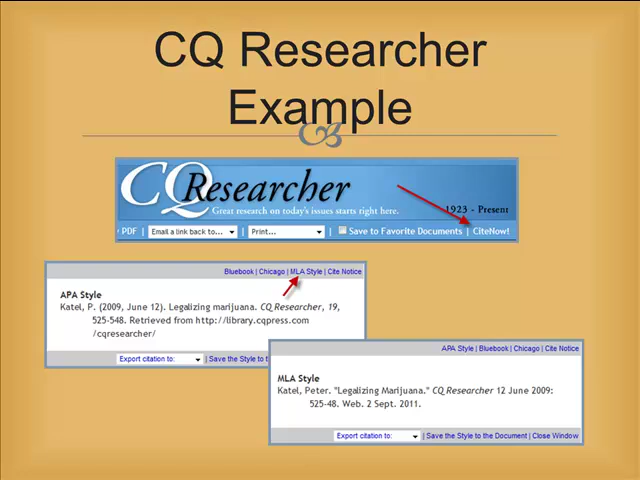 CQ Researcher
Example
CQ Researcher
Great research on today's issues starts right here.
1923 - Present
PDF | Email a link back to... Print... | Save to Favorite Documents | CiteNow!
Bluebook | Chicago | MLA Style | Cite Notice
APA Style
Katel, P. (2009, June 12). Legalizing marijuana. CQ Researcher, 19,
525-548. Retrieved from http://library.cqpress.com
/cqresearcher/
Export citation to: | Save the Style to t
APA Style | Bluebook | Chicago | Cite Notice
MLA Style
Katel, Peter. "Legalizing Marijuana." CQ Researcher 12 June 2009:
525-48. Web. 2 Sept. 2011.
Export citation to: | Save the Style to the Document | Close Window